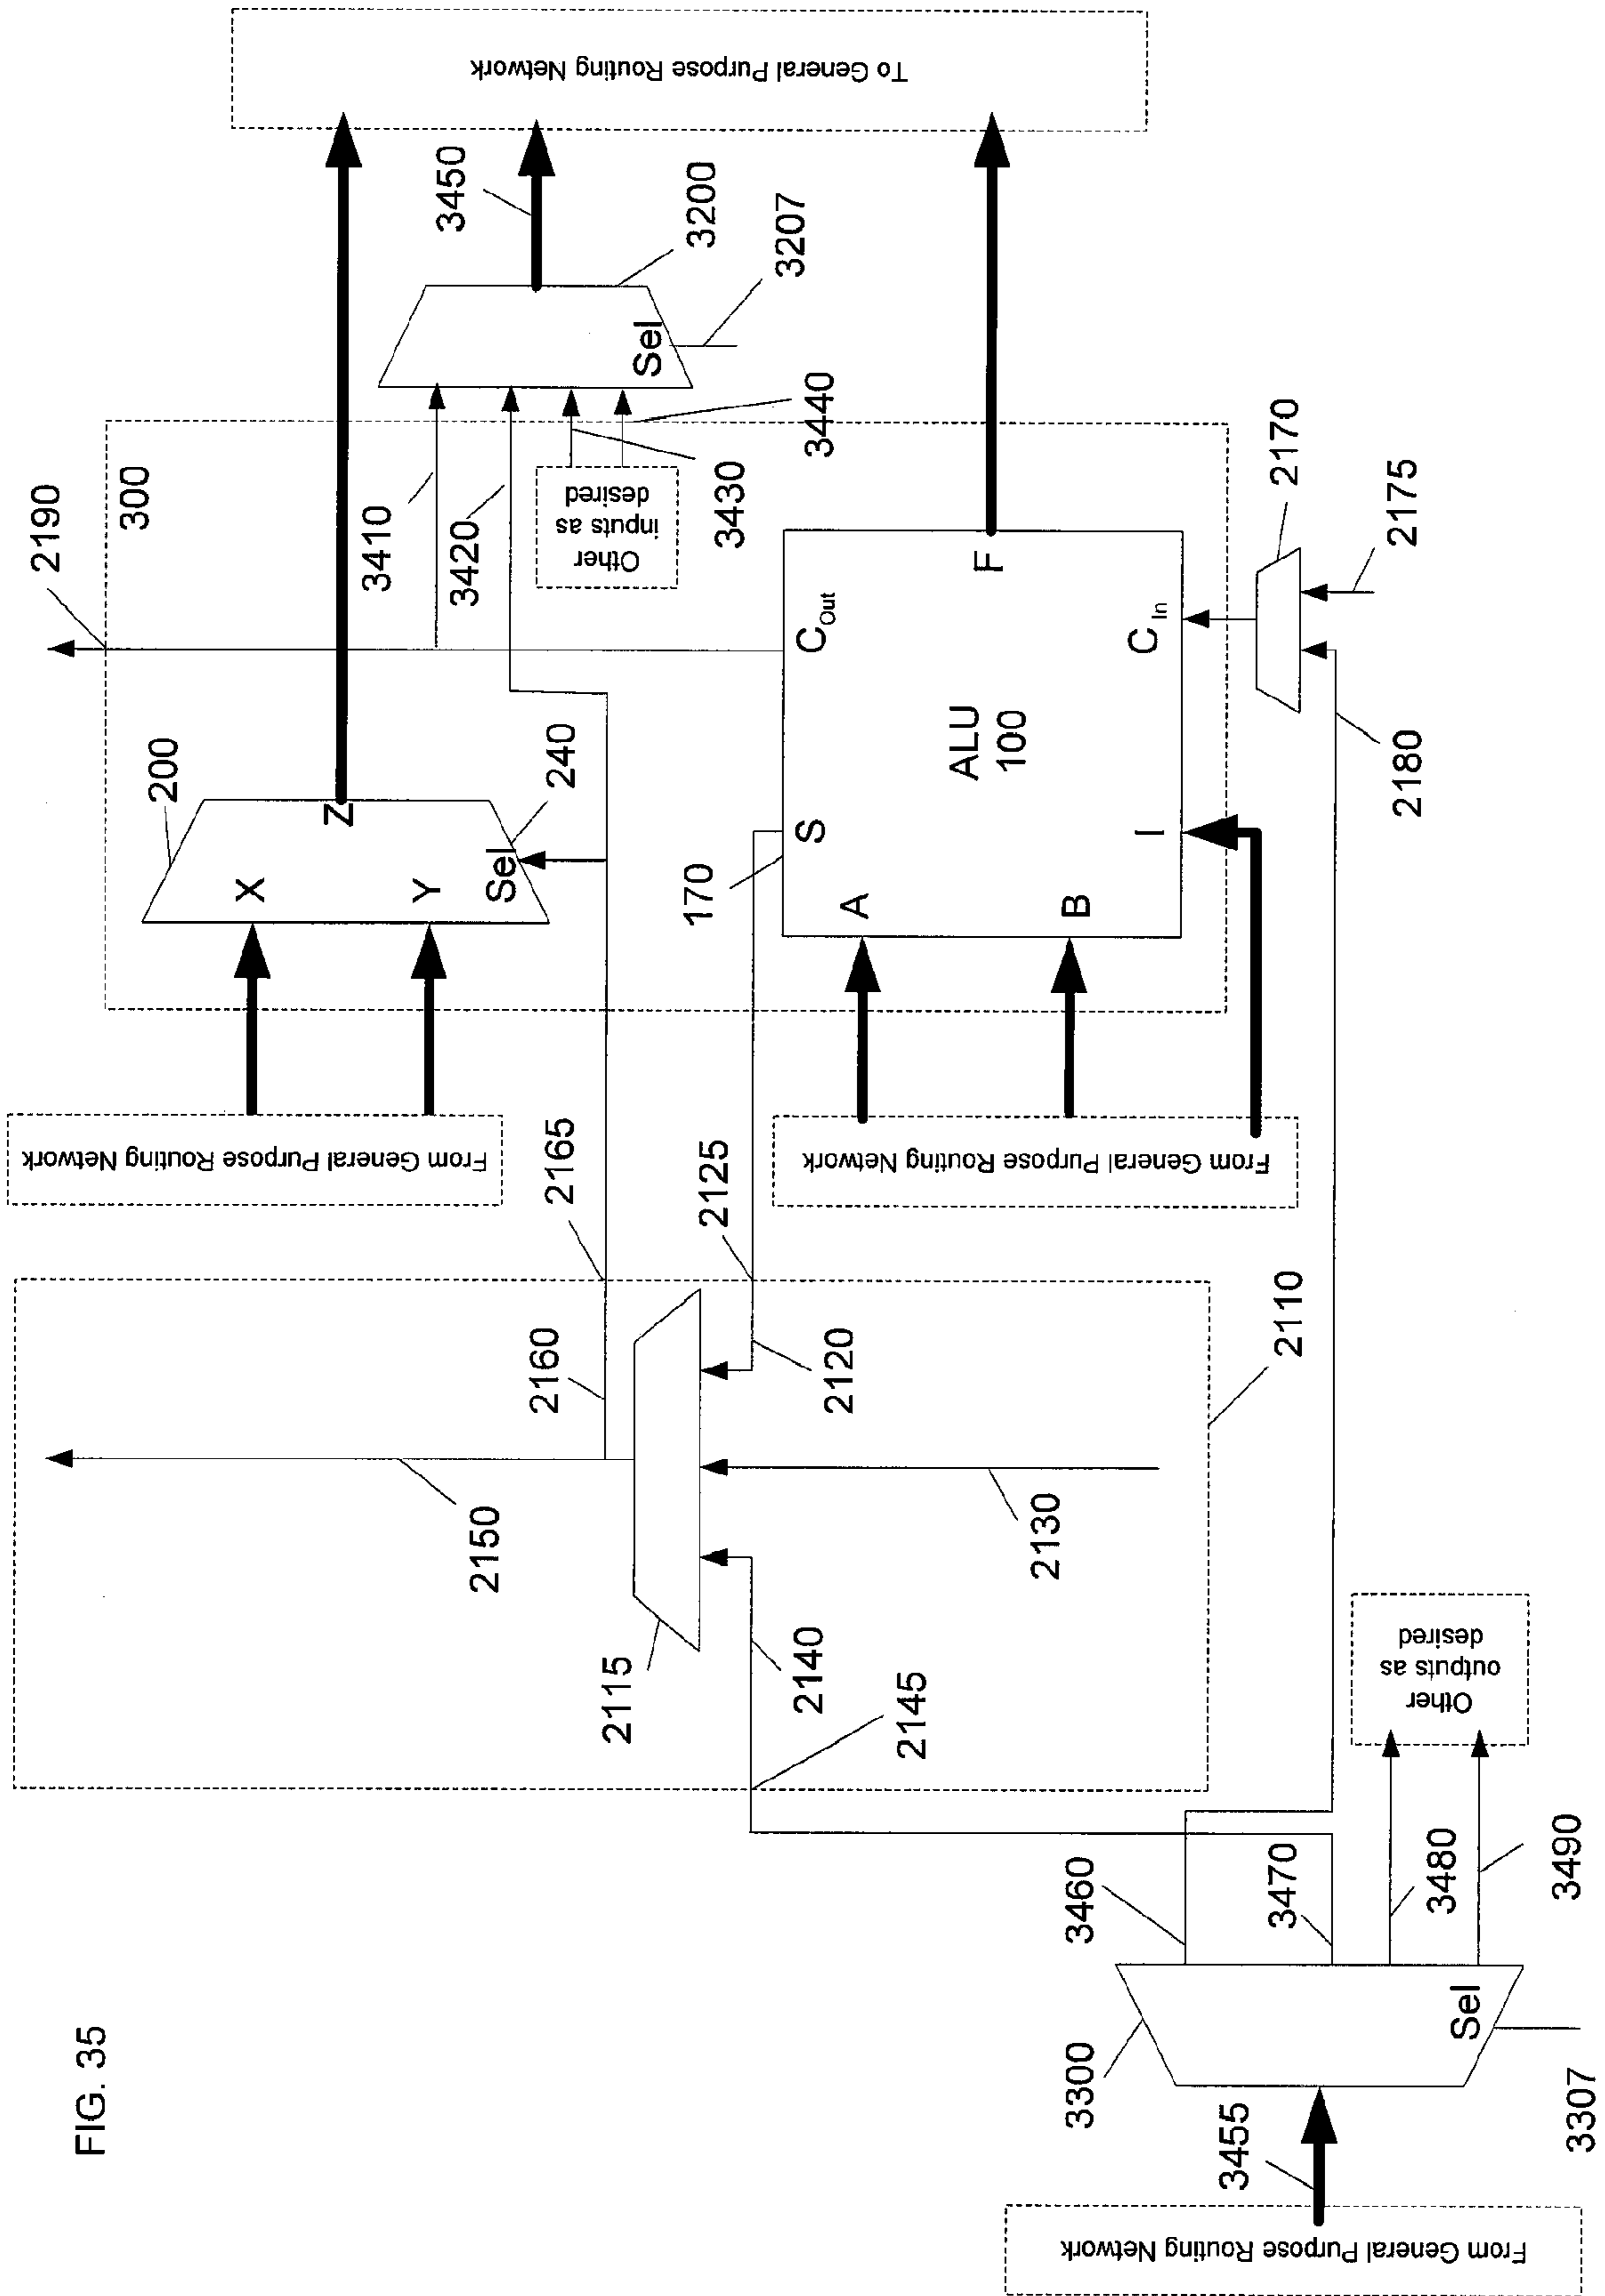 FIG. 35
To General Purpose Routing Network
2190
300
200
X
Y
Z
Sel
240
3410
3420
3450
3200
Sel
3207
3440
3430
Other
inputs as
desired
From General Purpose Routing Network
170
S
C Out
A
B
ALU
100
F
I
C In
2170
2175
2180
From General Purpose Routing Network
2165
2125
2160
2120
2150
2130
2110
2115
2140
2145
3460
3470
3480
3490
Other
outputs as
desired
3300
Sel
3455
3307
From General Purpose Routing Network